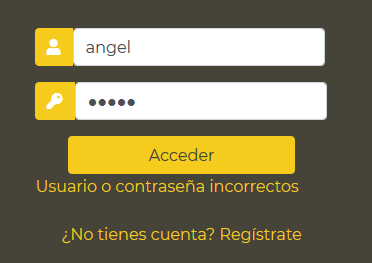 angel
•••••
Acceder
Usuario o contraseña incorrectos
¿No tienes cuenta? Regístrate